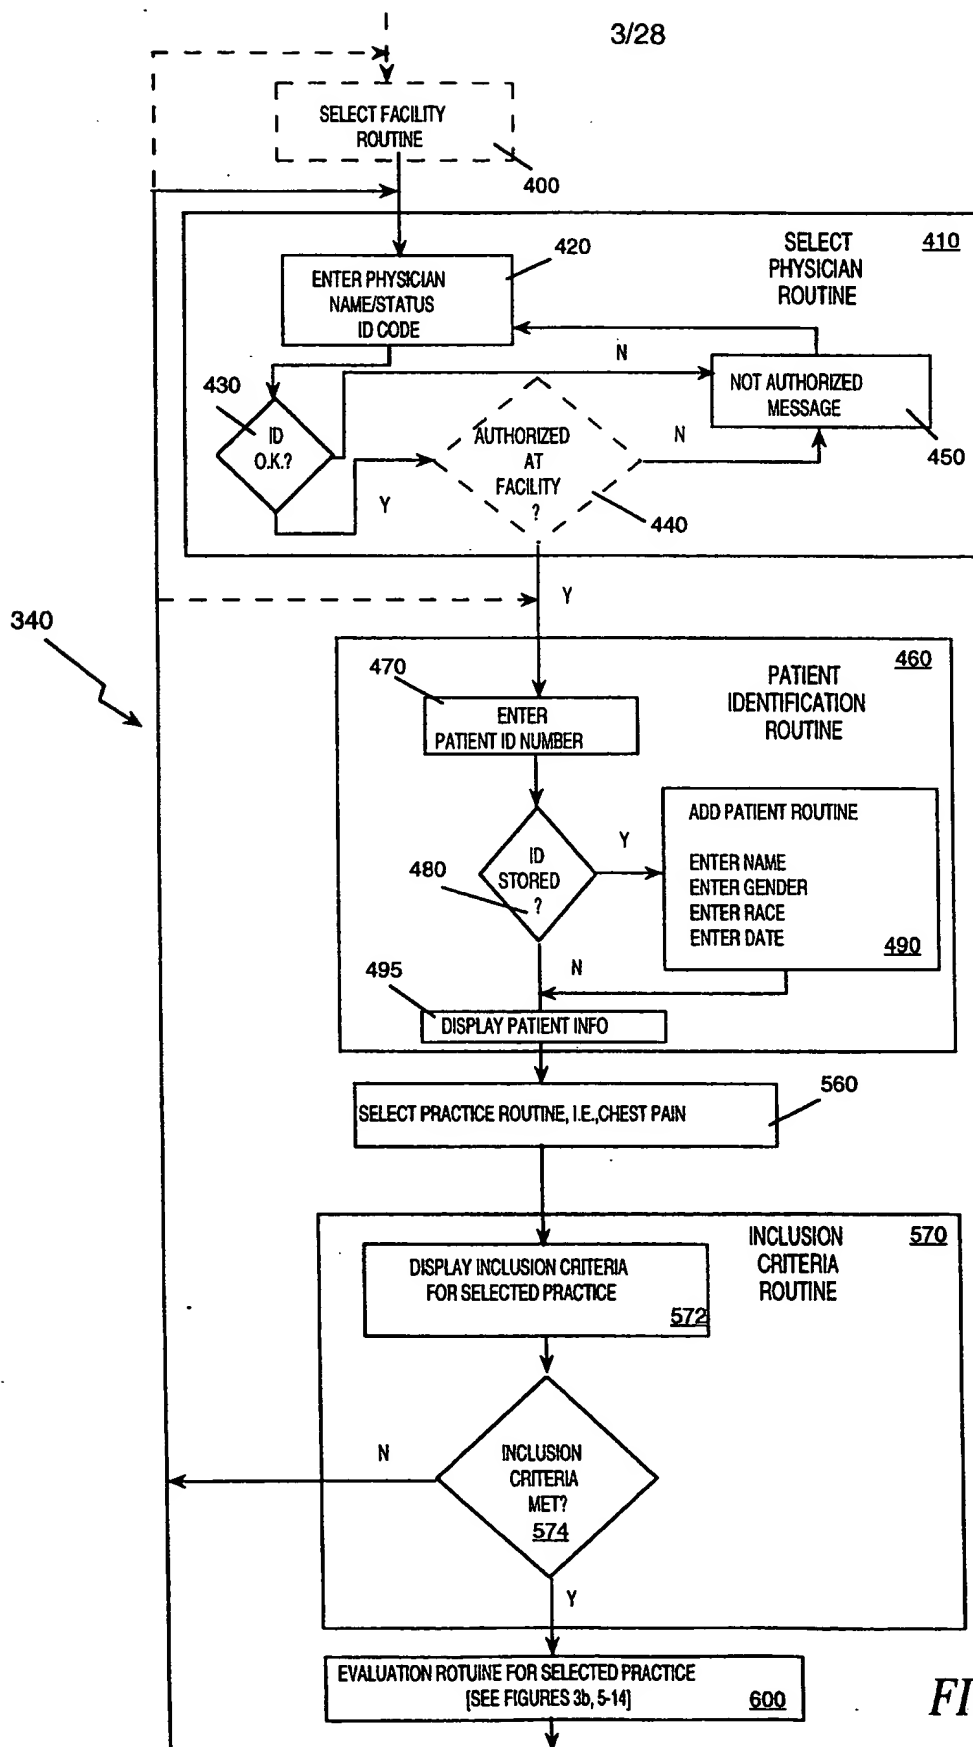 3/28
SELECT FACILITY
ROUTINE
400
410
SELECT
PHYSICIAN
ROUTINE
420
ENTER PHYSICIAN
NAME/STATUS
ID CODE
N
NOT AUTHORIZED
MESSAGE
450
430
ID
O.K.?
Y
AUTHORIZED
AT
FACILITY
?
N
440
Y
340
460
PATIENT
IDENTIFICATION
ROUTINE
470
ENTER
PATIENT ID NUMBER
ID
STORED
?
480
Y
ADD PATIENT ROUTINE
ENTER NAME
ENTER GENDER
ENTER RACE
ENTER DATE
490
N
495
DISPLAY PATIENT INFO
560
SELECT PRACTICE ROUTINE, I.E.,CHEST PAIN
INCLUSION
CRITERIA
ROUTINE
570
DISPLAY INCLUSION CRITERIA
FOR SELECTED PRACTICE
572
N
INCLUSION
CRITERIA
MET?
574
Y
EVALUATION ROTUINE FOR SELECTED PRACTICE
[SEE FIGURES 3b, 5-14]
600
FI